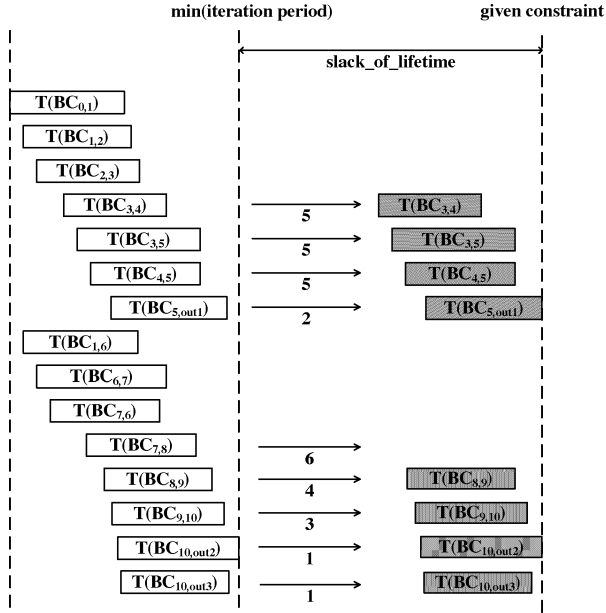 min(iteration period) given constraint
slack_of_lifetime
T(BC0,1)
T(BC1,2)
T(BC2,3)
T(BC3,4) 5 T(BC3,4)
T(BC3,5) 5 T(BC3,5)
T(BC4,5) 5 T(BC4,5)
T(BC5,out1) 2 T(BC5,out1)
T(BC1,6)
T(BC6,7)
T(BC7,6)
T(BC7,8) 6
T(BC8,9) 4 T(BC8,9)
T(BC9,10) 3 T(BC9,10)
T(BC10,out2) 1 T(BC10,out2)
T(BC10,out3) 1 T(BC10,out3)